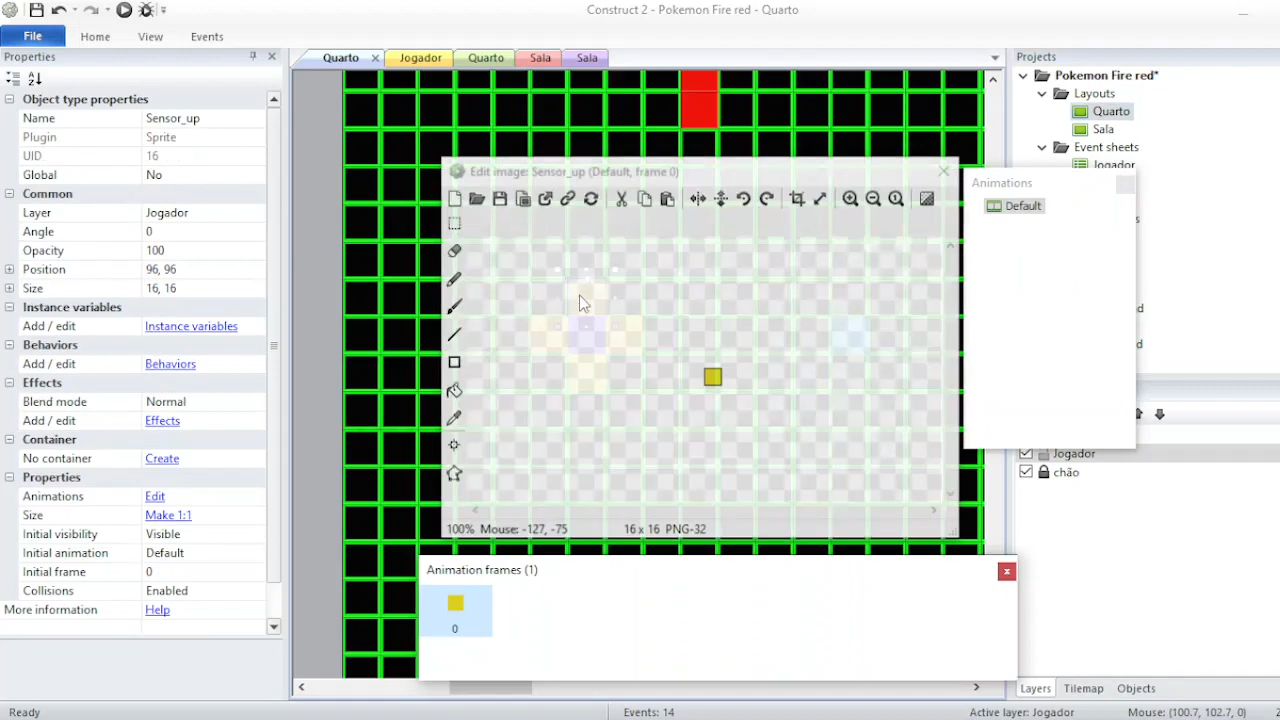 Construct 2 - Pokemon Fire red - Quarto
File
Home
View
Events
Properties
Object type properties
Name Sensor_up
Plugin Sprite
UID 16
Global No
Common
Layer Jogador
Angle 0
Opacity 100
Position 96, 96
Size 16, 16
Instance variables
Add / edit Instance variables
Behaviors
Add / edit Behaviors
Effects
Blend mode Normal
Add / edit Effects
Container
No container Create
Properties
Animations Edit
Size Make 1:1
Initial visibility Visible
Initial animation Default
Initial frame 0
Collisions Enabled
More information Help
Quarto
Jogador
Quarto
Sala
Sala
Edit image: Sensor_up (Default, frame 0)
100% Mouse: -127, -75 16 x 16 PNG-32
Animation frames (1)
0
Animations
Default
Projects
Pokemon Fire red*
Layouts
Quarto
Sala
Event sheets
Jogador
Jogador
chão
Layers
Tilemap
Objects
Ready
Events: 14
Active layer: Jogador
Mouse: (100.7, 102.7, 0)